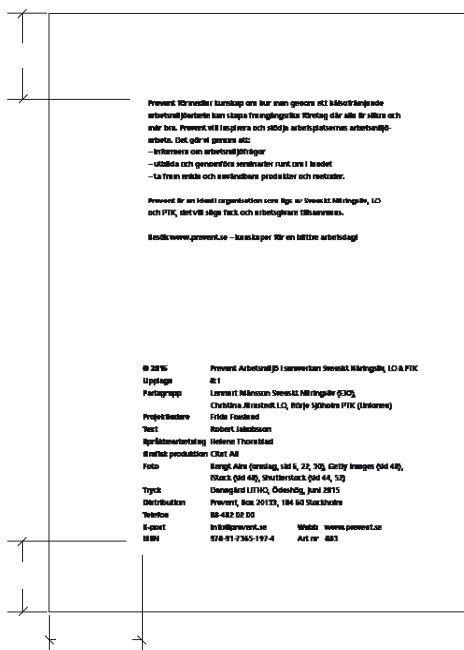 Prevent förmedlar kunskap om hur man genom ett hälsofrämjande
arbetsmiljöarbete kan skapa framgångsrika företag där alla är säkra och
mår bra. Prevent vill inspirera och stödja arbetsplatsernas arbetsmiljö-
arbete. Det gör vi genom att:
– informera om arbetsmiljöfrågor
– utbilda och genomföra seminarier runt om i landet
– ta fram enkla och användbara produkter och metoder.
Prevent är en ideell organisation som ägs av Svenskt Näringsliv, LO
och PTK, det vill säga fack och arbetsgivare tillsammans.
Besök www.prevent.se – kunskaper för en bättre arbetsdag!
© 2015 Prevent Arbetsmiljö i samverkan Svenskt Näringsliv, LO & PTK
Upplaga 8:1
Partsgrupp Lennart Månsson Svenskt Näringsliv
Christina Järnstedt LO, Börje Sjöholm PTK (Unionen)
Projektledare Frida
Text Robert Jakobsson
Språkbearbetning Helena Thornblad
Grafisk produktion AB
Foto Bengt Alm (omslag, sid 6, 22, 30), Getty Images (sid 48),
iStock (sid 40), Shutterstock (sid 44, 52)
Tryck Danagård LITHO, Ödeshög, juni 2015
Distribution Prevent, Box 20133, 104 60 Stockholm
Telefon 08-402 02 00
E-post info@prevent.se Webb www.prevent.se
ISBN 978-91-7365-197-4 Art nr 883